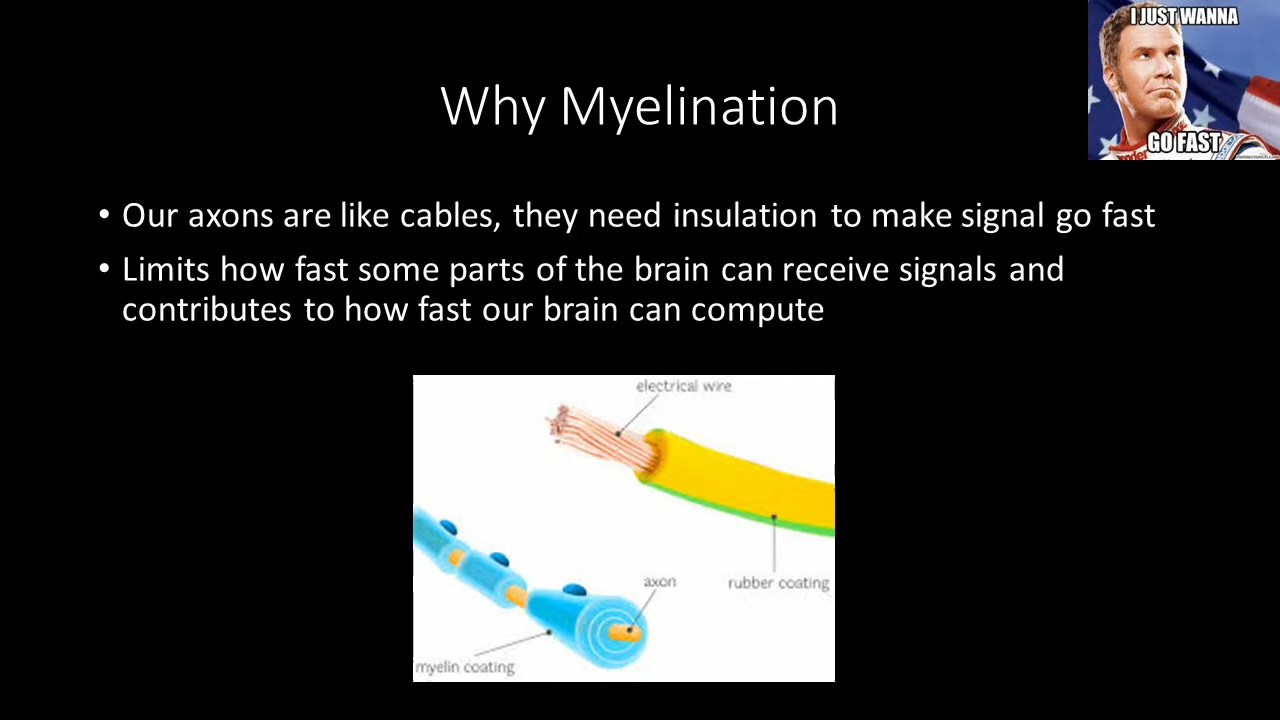 I JUST WANNA
GO FAST
Why Myelination
• Our axons are like cables, they need insulation to make signal go fast
• Limits how fast some parts of the brain can receive signals and
contributes to how fast our brain can compute
electrical wire
rubber coating
axon
myelin coating